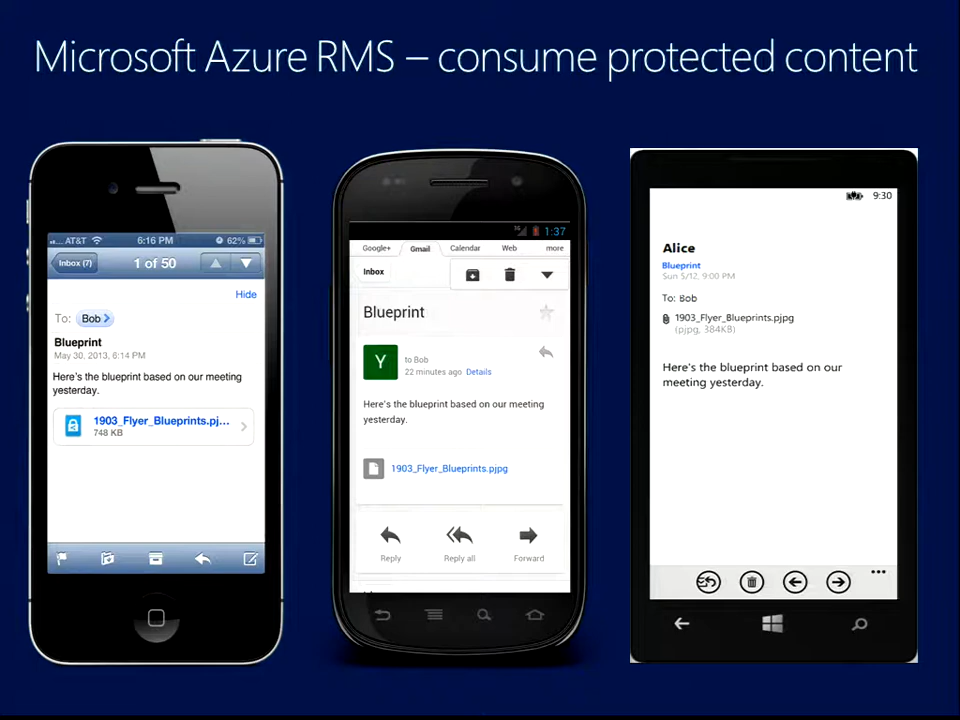 Microsoft Azure RMS – consume protected content
AT&T 6:16 PM 62%
Inbox (7) 1 of 50
Hide
To: Bob
Blueprint
May 30, 2013, 6:14 PM
Here's the blueprint based on our meeting
yesterday.
1903_Flyer_Blueprints.pj...
748 KB
3G 1:37
Google+ Gmail Calendar Web more
Inbox
Blueprint
Y
to Bob
22 minutes ago Details
Here's the blueprint based on our meeting
yesterday.
1903_Flyer_Blueprints.pjpg
Reply Reply all Forward
9:30
Alice
Blueprint
Sun 5/12, 9:00 PM
To: Bob
1903_Flyer_Blueprints.pjpg
(pjpg, 384KB)
Here's the blueprint based on our
meeting yesterday.